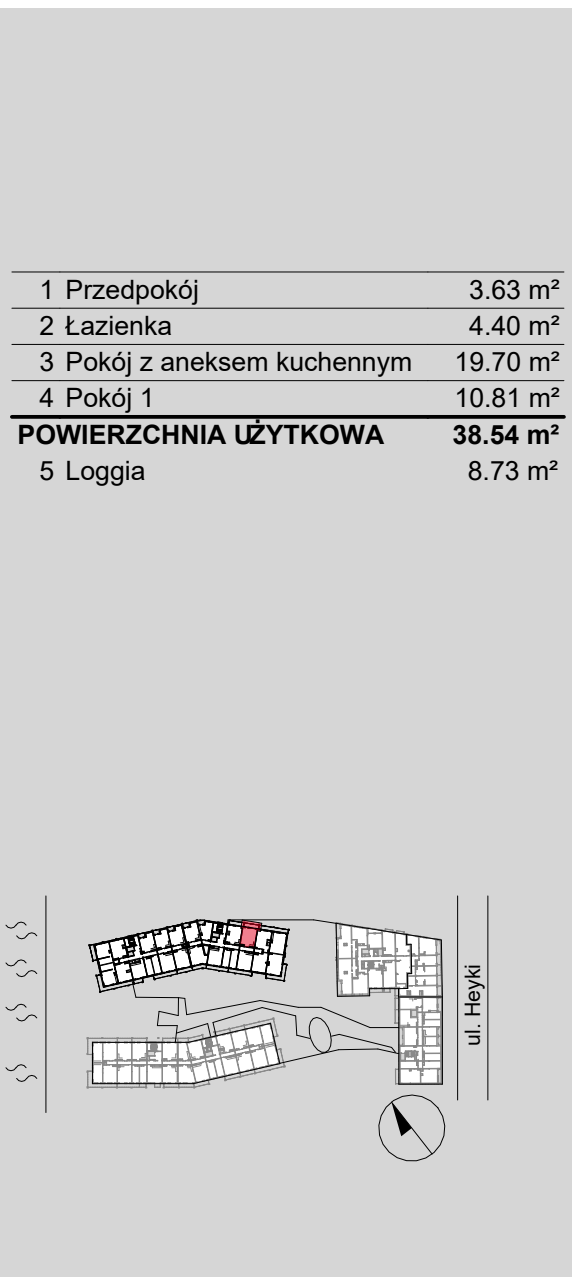 1 Przedpokój 3.63 m²
2 Łazienka 4.40 m²
3 Pokój z aneksem kuchennym 19.70 m²
4 Pokój 1 10.81 m²
POWIERZCHNIA UŻYTKOWA 38.54 m²
5 Loggia 8.73 m²
ul. Heyki